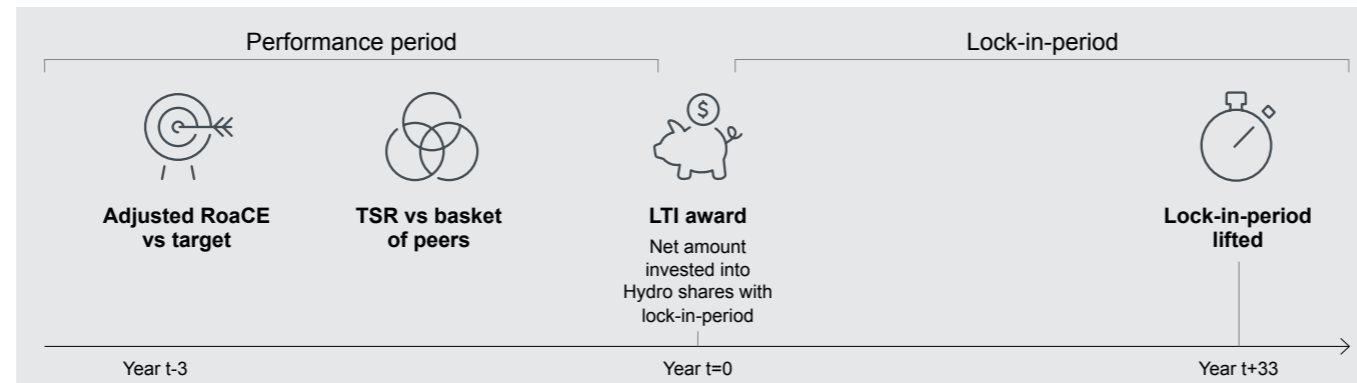 Performance period
Lock-in-period
$
Adjusted RoaCE
vs target
TSR vs basket
of peers
LTI award
Net amount
invested into
Hydro shares with
lock-in-period
Lock-in-period
lifted
Year t-3
Year t=0
Year t+33